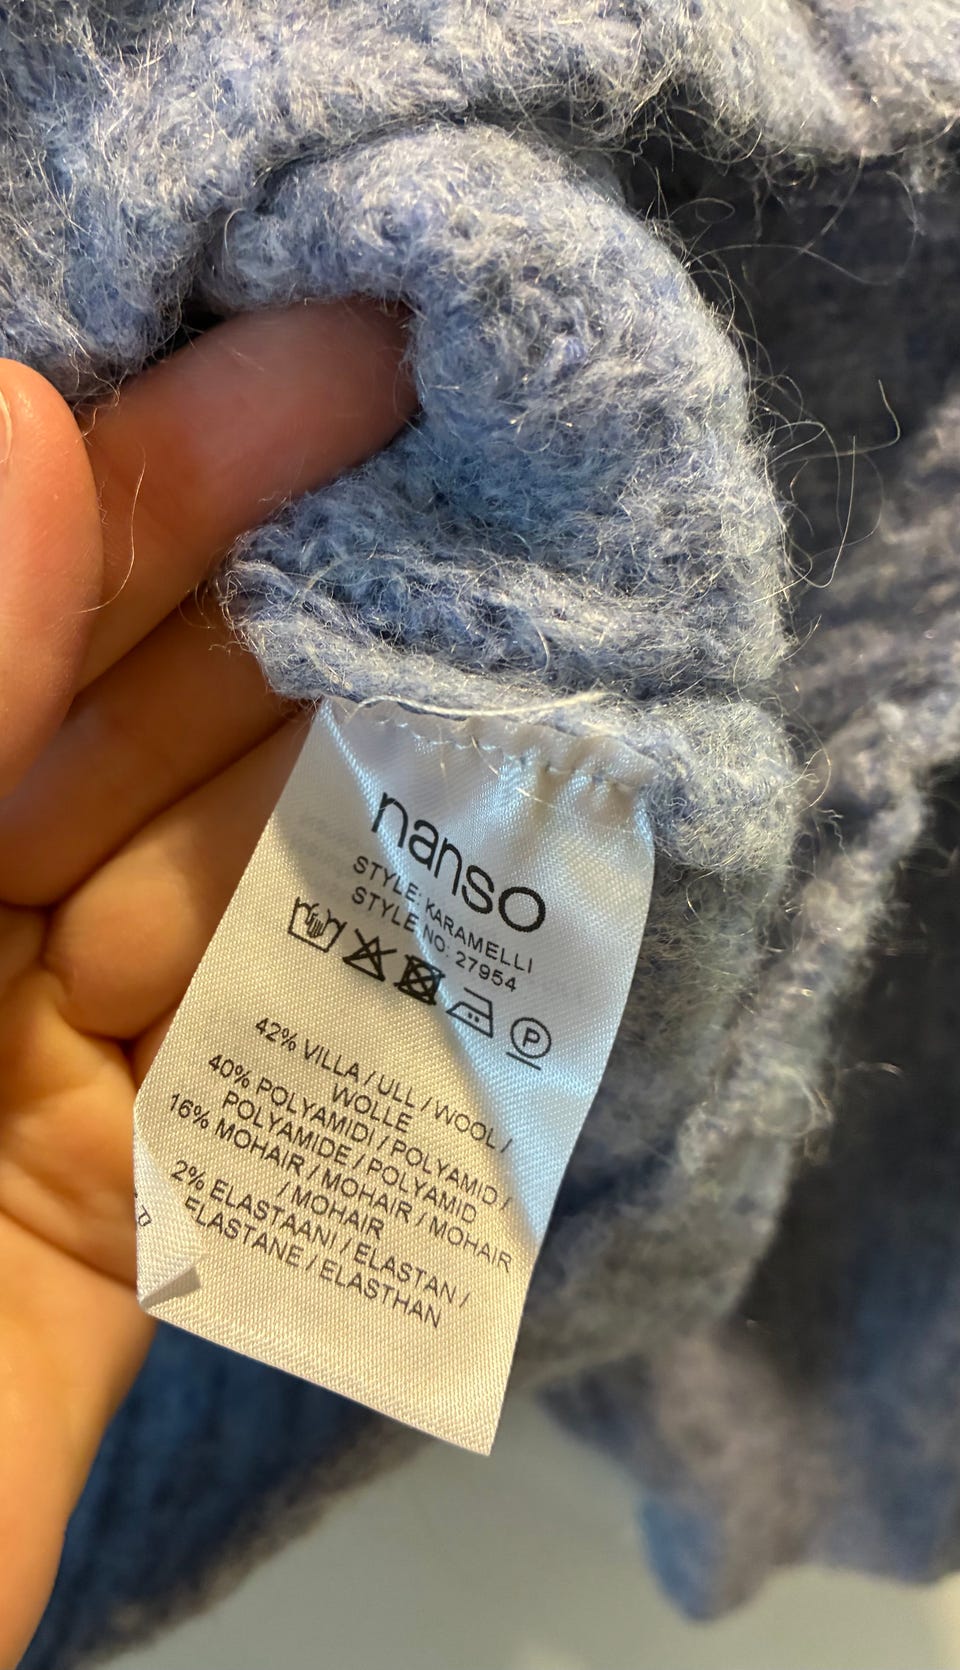 nanso
STYLE: KARAMELLI
STYLE NO: 27954
P
42% VILLA / ULL / WOOL /
WOLLE
40% POLYAMIDI / POLYAMID /
POLYAMIDE / POLYAMID
16% MOHAIR / MOHAIR / MOHAIR
/ MOHAIR
2% ELASTAANI / ELASTAN /
ELASTANE / ELASTHAN